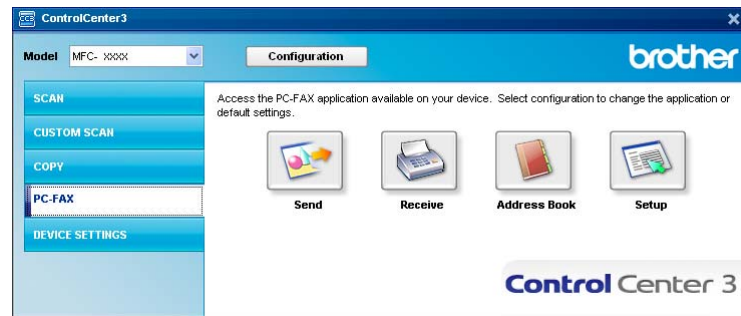 ControlCenter3
Model MFC- XXXX Configuration brother
SCAN
CUSTOM SCAN
COPY
PC-FAX
DEVICE SETTINGS
Access the PC-FAX application available on your device. Select configuration to change the application or
default settings.
Send Receive Address Book Setup
Control Center 3